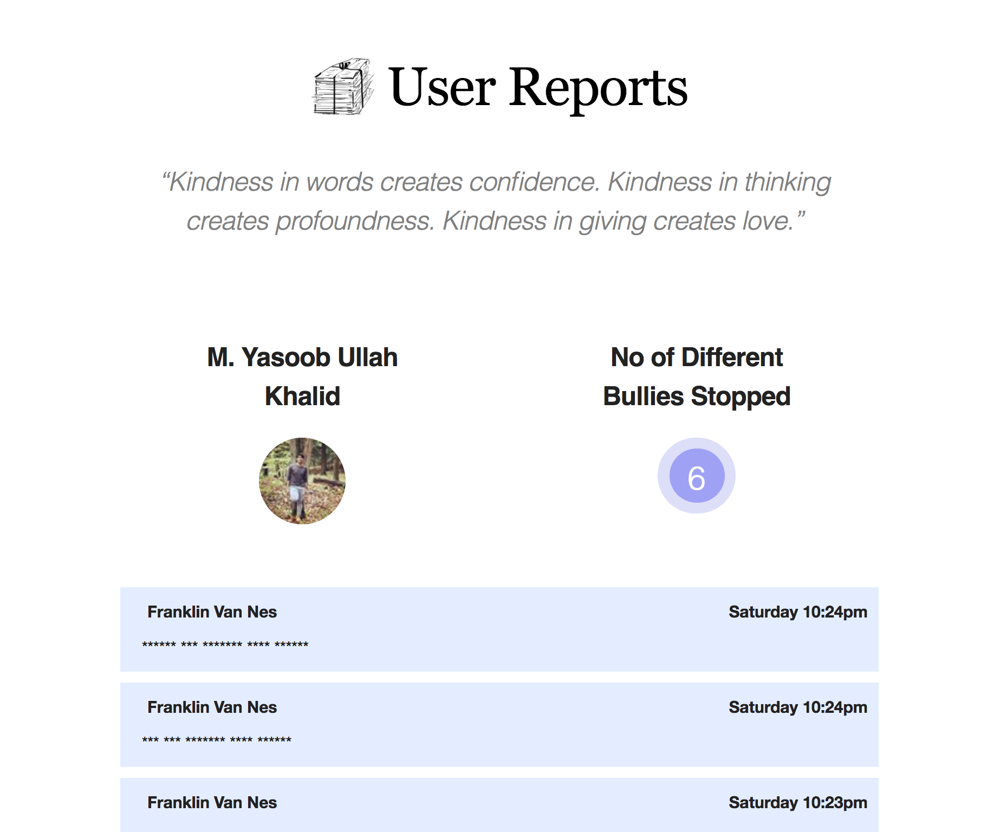 User Reports
“Kindness in words creates confidence. Kindness in thinking
creates profoundness. Kindness in giving creates love.”
M. Yasoob Ullah
Khalid
No of Different
Bullies Stopped
6
Franklin Van Nes
Saturday 10:24pm
****** *** ******* **** ******
Franklin Van Nes
Saturday 10:24pm
*** *** ******* **** ******
Franklin Van Nes
Saturday 10:23pm